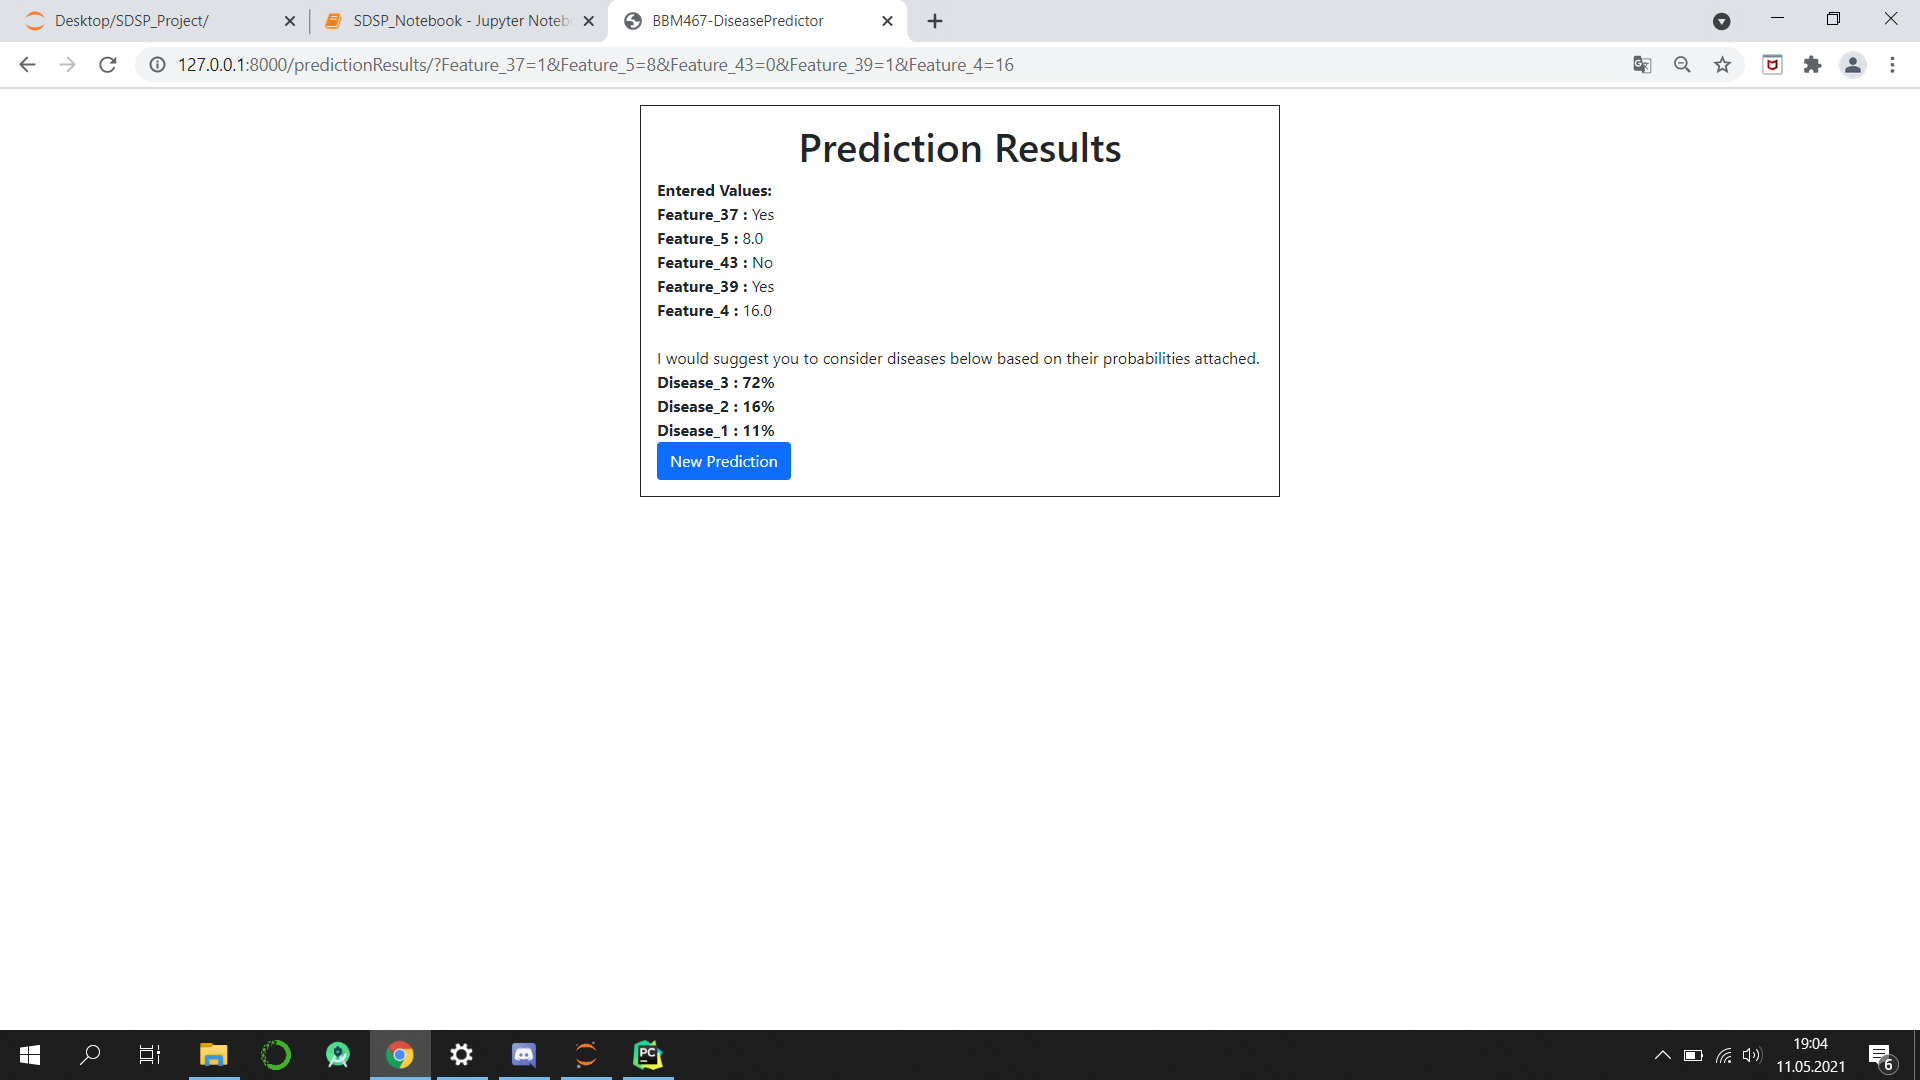 Desktop/SDSP_Project/
SDSP_Notebook - Jupyter Noteb
BBM467-DiseasePredictor
127.0.0.1:8000/predictionResults/?Feature_37=1&Feature_5=8&Feature_43=0&Feature_39=1&Feature_4=16
Prediction Results
Entered Values:
Feature_37 : Yes
Feature_5 : 8.0
Feature_43 : No
Feature_39 : Yes
Feature_4 : 16.0
I would suggest you to consider diseases below based on their probabilities attached.
Disease_3 : 72%
Disease_2 : 16%
Disease_1 : 11%
New Prediction
PC
19:04
11.05.2021
6